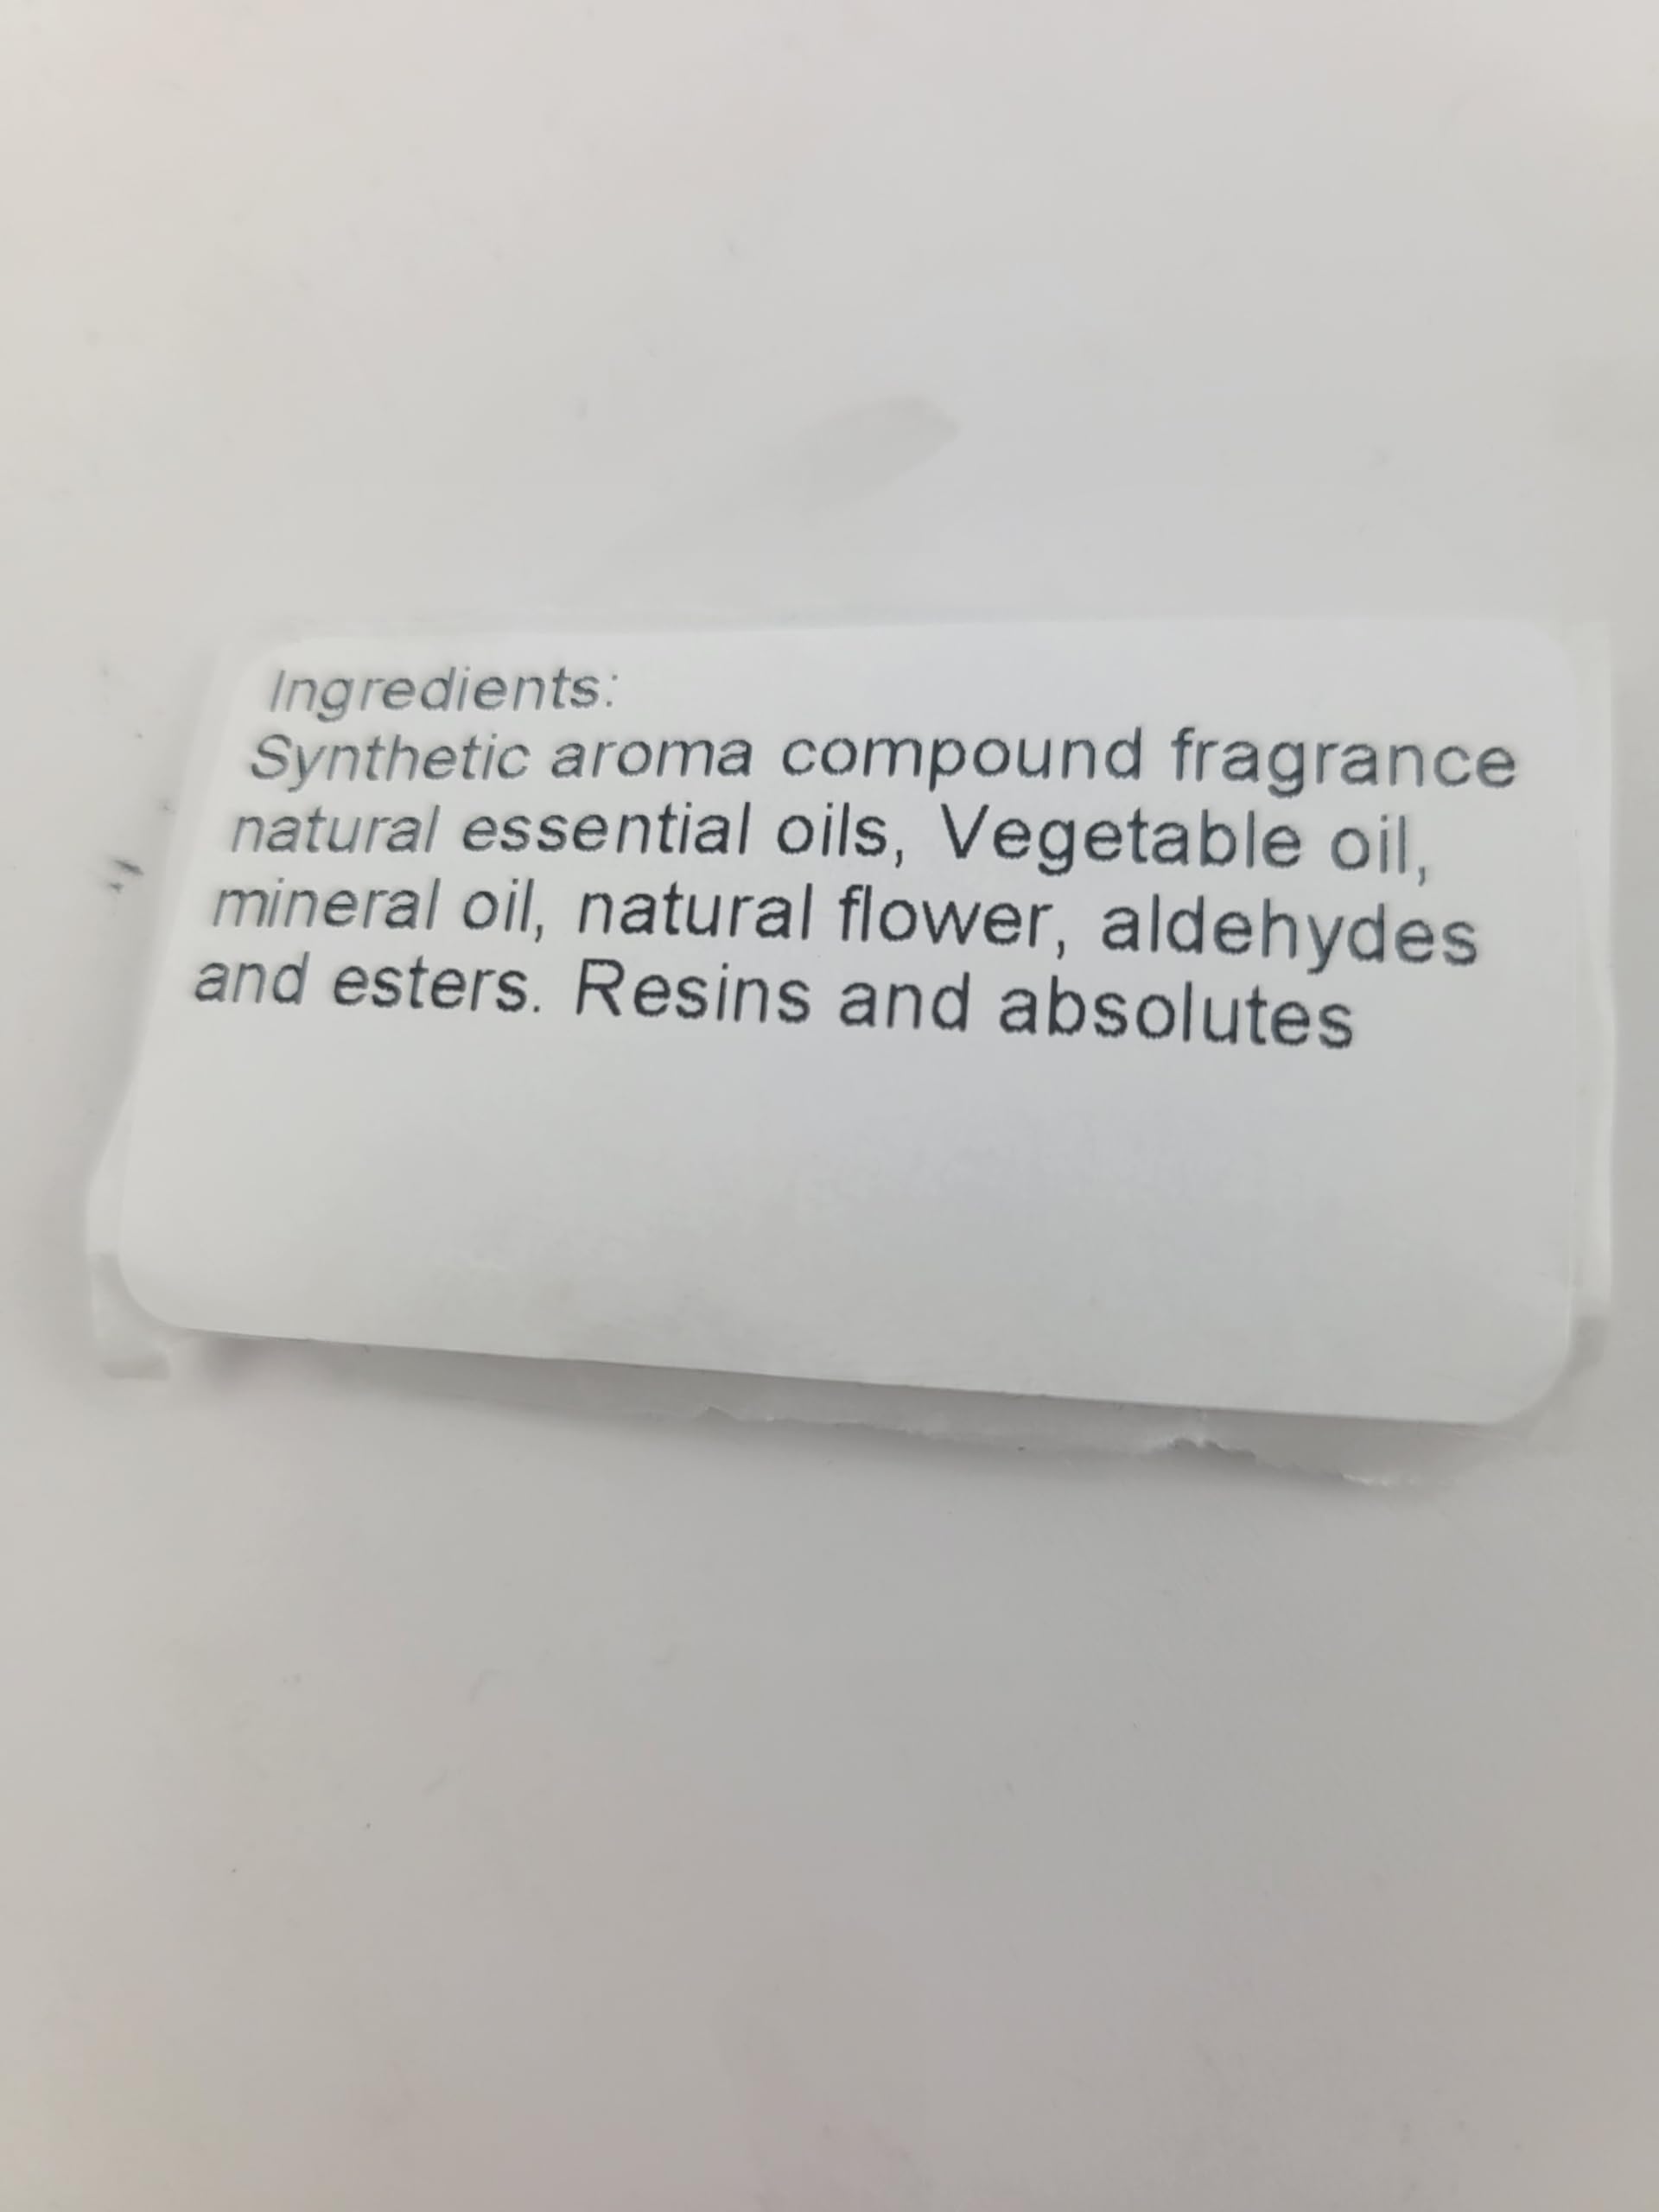 Ingredients:
Synthetic aroma compound fragrance
natural essential oils, Vegetable oil,
mineral oil, natural flower, aldehydes
and esters. Resins and absolutes